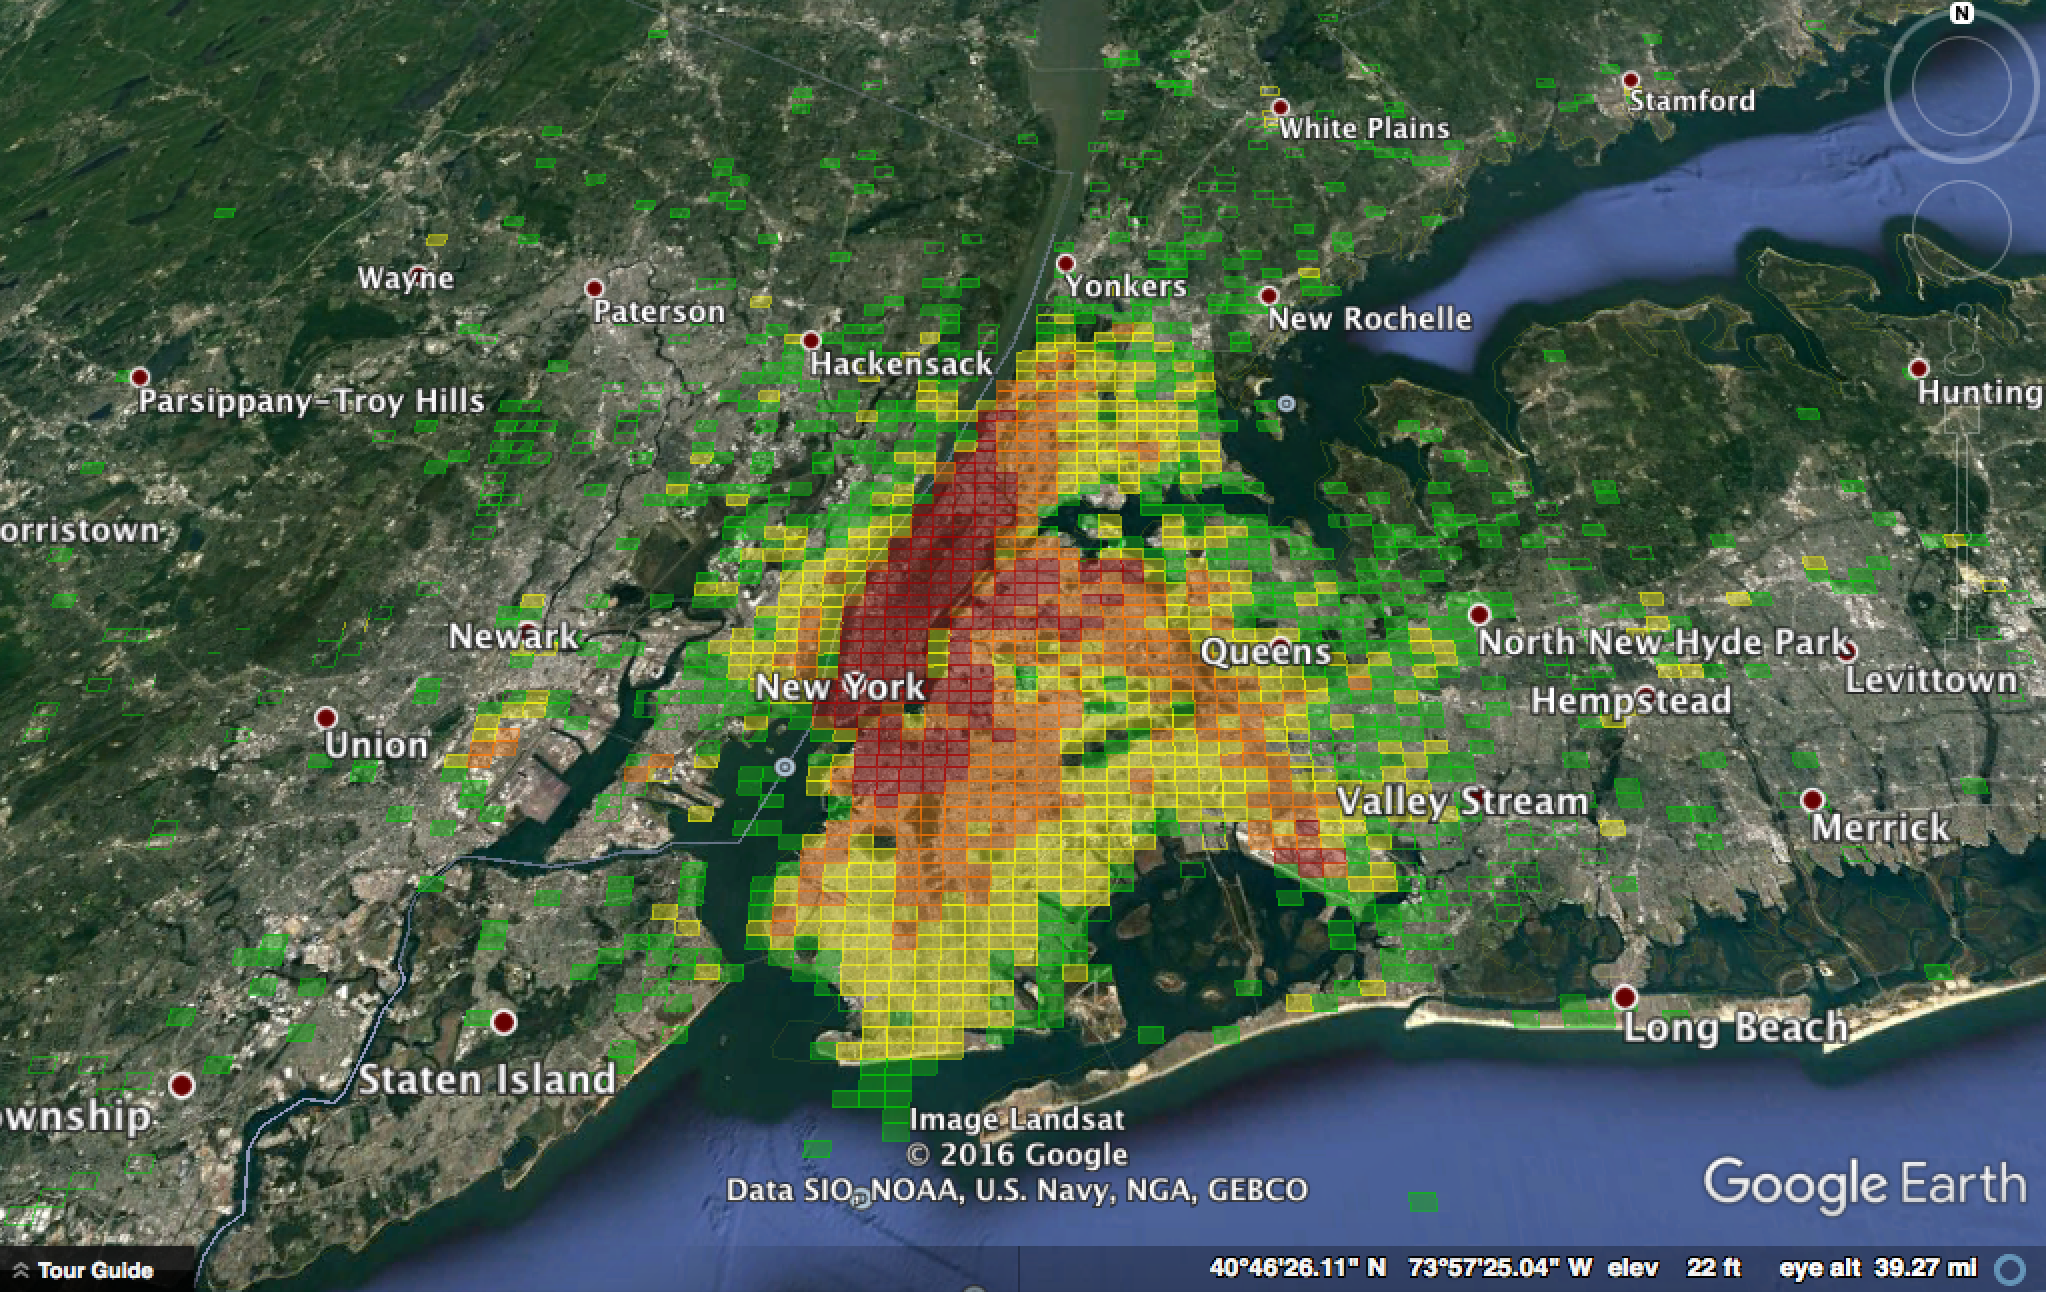 N
Stamford
White Plains
Wayne
Yonkers
Paterson
New Rochelle
Hackensack
Parsippany-Troy Hills
Hunting
orristown
Newark
Queens
North New Hyde Park
New York
Levittown
Hempstead
Union
Valley Stream
Merrick
Long Beach
Staten Island
ownship
Image Landsat
© 2016 Google
Data SIO, NOAA, U.S. Navy, NGA, GEBCO
Google Earth
Tour Guide
40°46'26.11" N 73°57'25.04" W elev 22 ft eye alt 39.27 mi